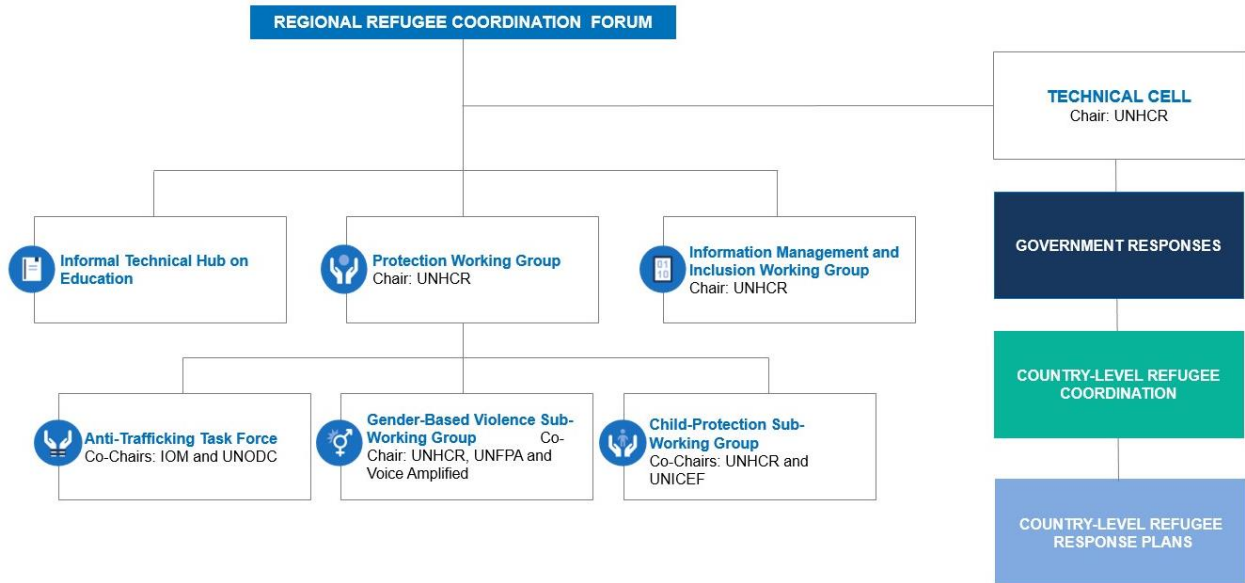 REGIONAL REFUGEE COORDINATION FORUM
TECHNICAL CELL
Chair: UNHCR
Informal Technical Hub on
Education
Protection Working Group
Chair: UNHCR
01
10
Information Management and
Inclusion Working Group
Chair: UNHCR
GOVERNMENT RESPONSES
Anti-Trafficking Task Force
Co-Chairs: IOM and UNODC
Gender-Based Violence Sub-
Working Group Co-
Chair: UNHCR, UNFPA and
Voice Amplified
Child-Protection Sub-
Working Group
Co-Chairs: UNHCR and
UNICEF
COUNTRY-LEVEL REFUGEE
COORDINATION
COUNTRY-LEVEL REFUGEE
RESPONSE PLANS